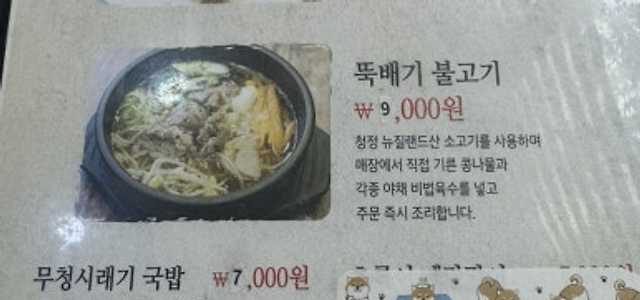 뚝배기 불고기
₩ 9,000원
청정 뉴질랜드산 소고기를 사용하며
매장에서 직접 기른 콩나물과
각종 야채 비법육수를 넣고
주문 즉시 조리합니다.
무청시래기 국밥 ₩7,000원